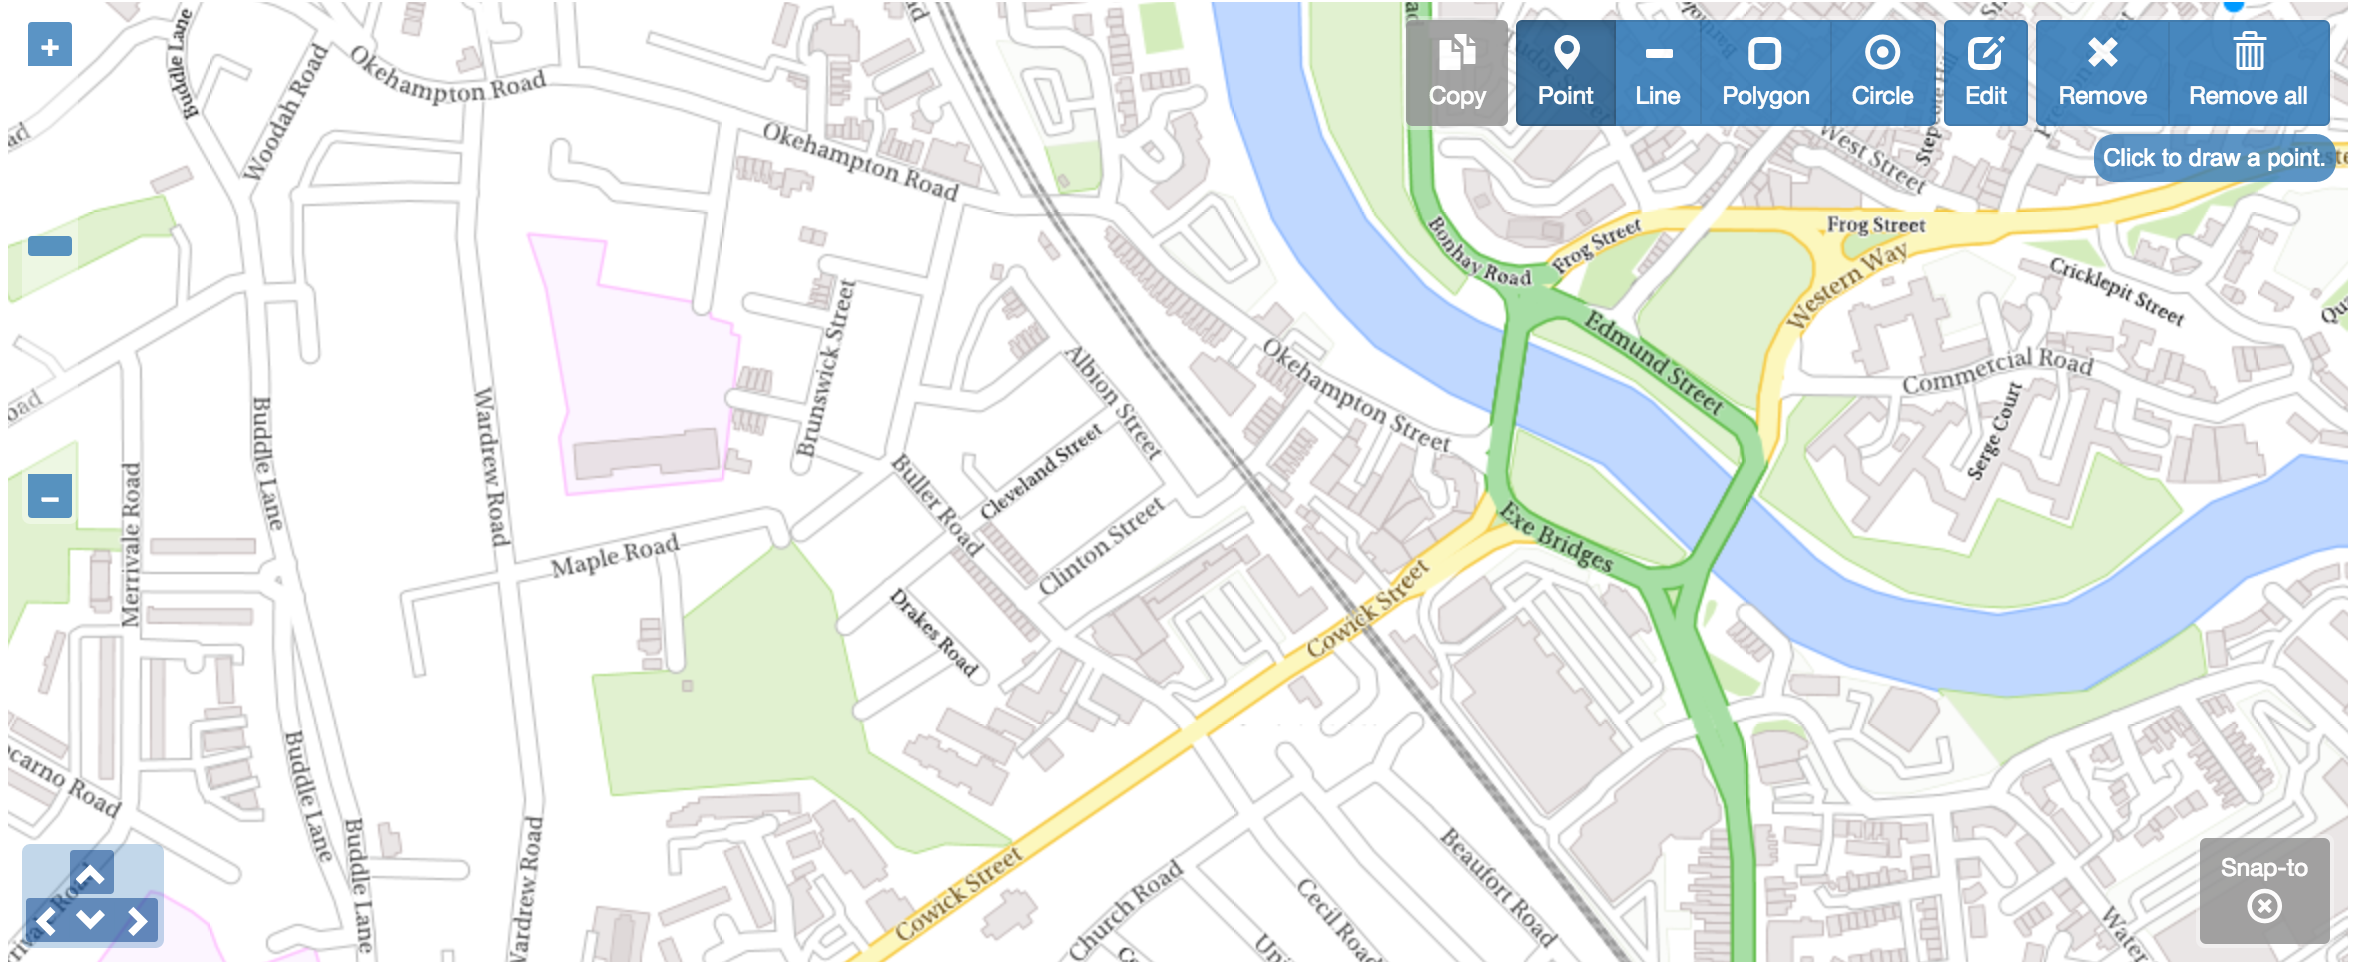 Buddle Lane
Woodah Road
Okehampton Road
Okehampton Road
Copy
Point
Line
Polygon
Circle
Edit
Remove
Remove all
Click to draw a point.
West Street
Bonhay Road
Frog Street
Frog Street
Western Way
Cricklepit Street
Edmund Street
Commercial Road
Serge Court
Okehampton Street
Brunswick Street
Albion Street
Cleveland Street
Clinton Street
Buller Road
Buddle Lane
Wardrew Road
Merrivale Road
Maple Road
Drakes Road
Exe Bridges
Cowick Street
Buddle Lane
Buddle Lane
Wardrew Road
Cowick Street
Church Road
Cecil Road
Beaufort Road
Water
Snap-to